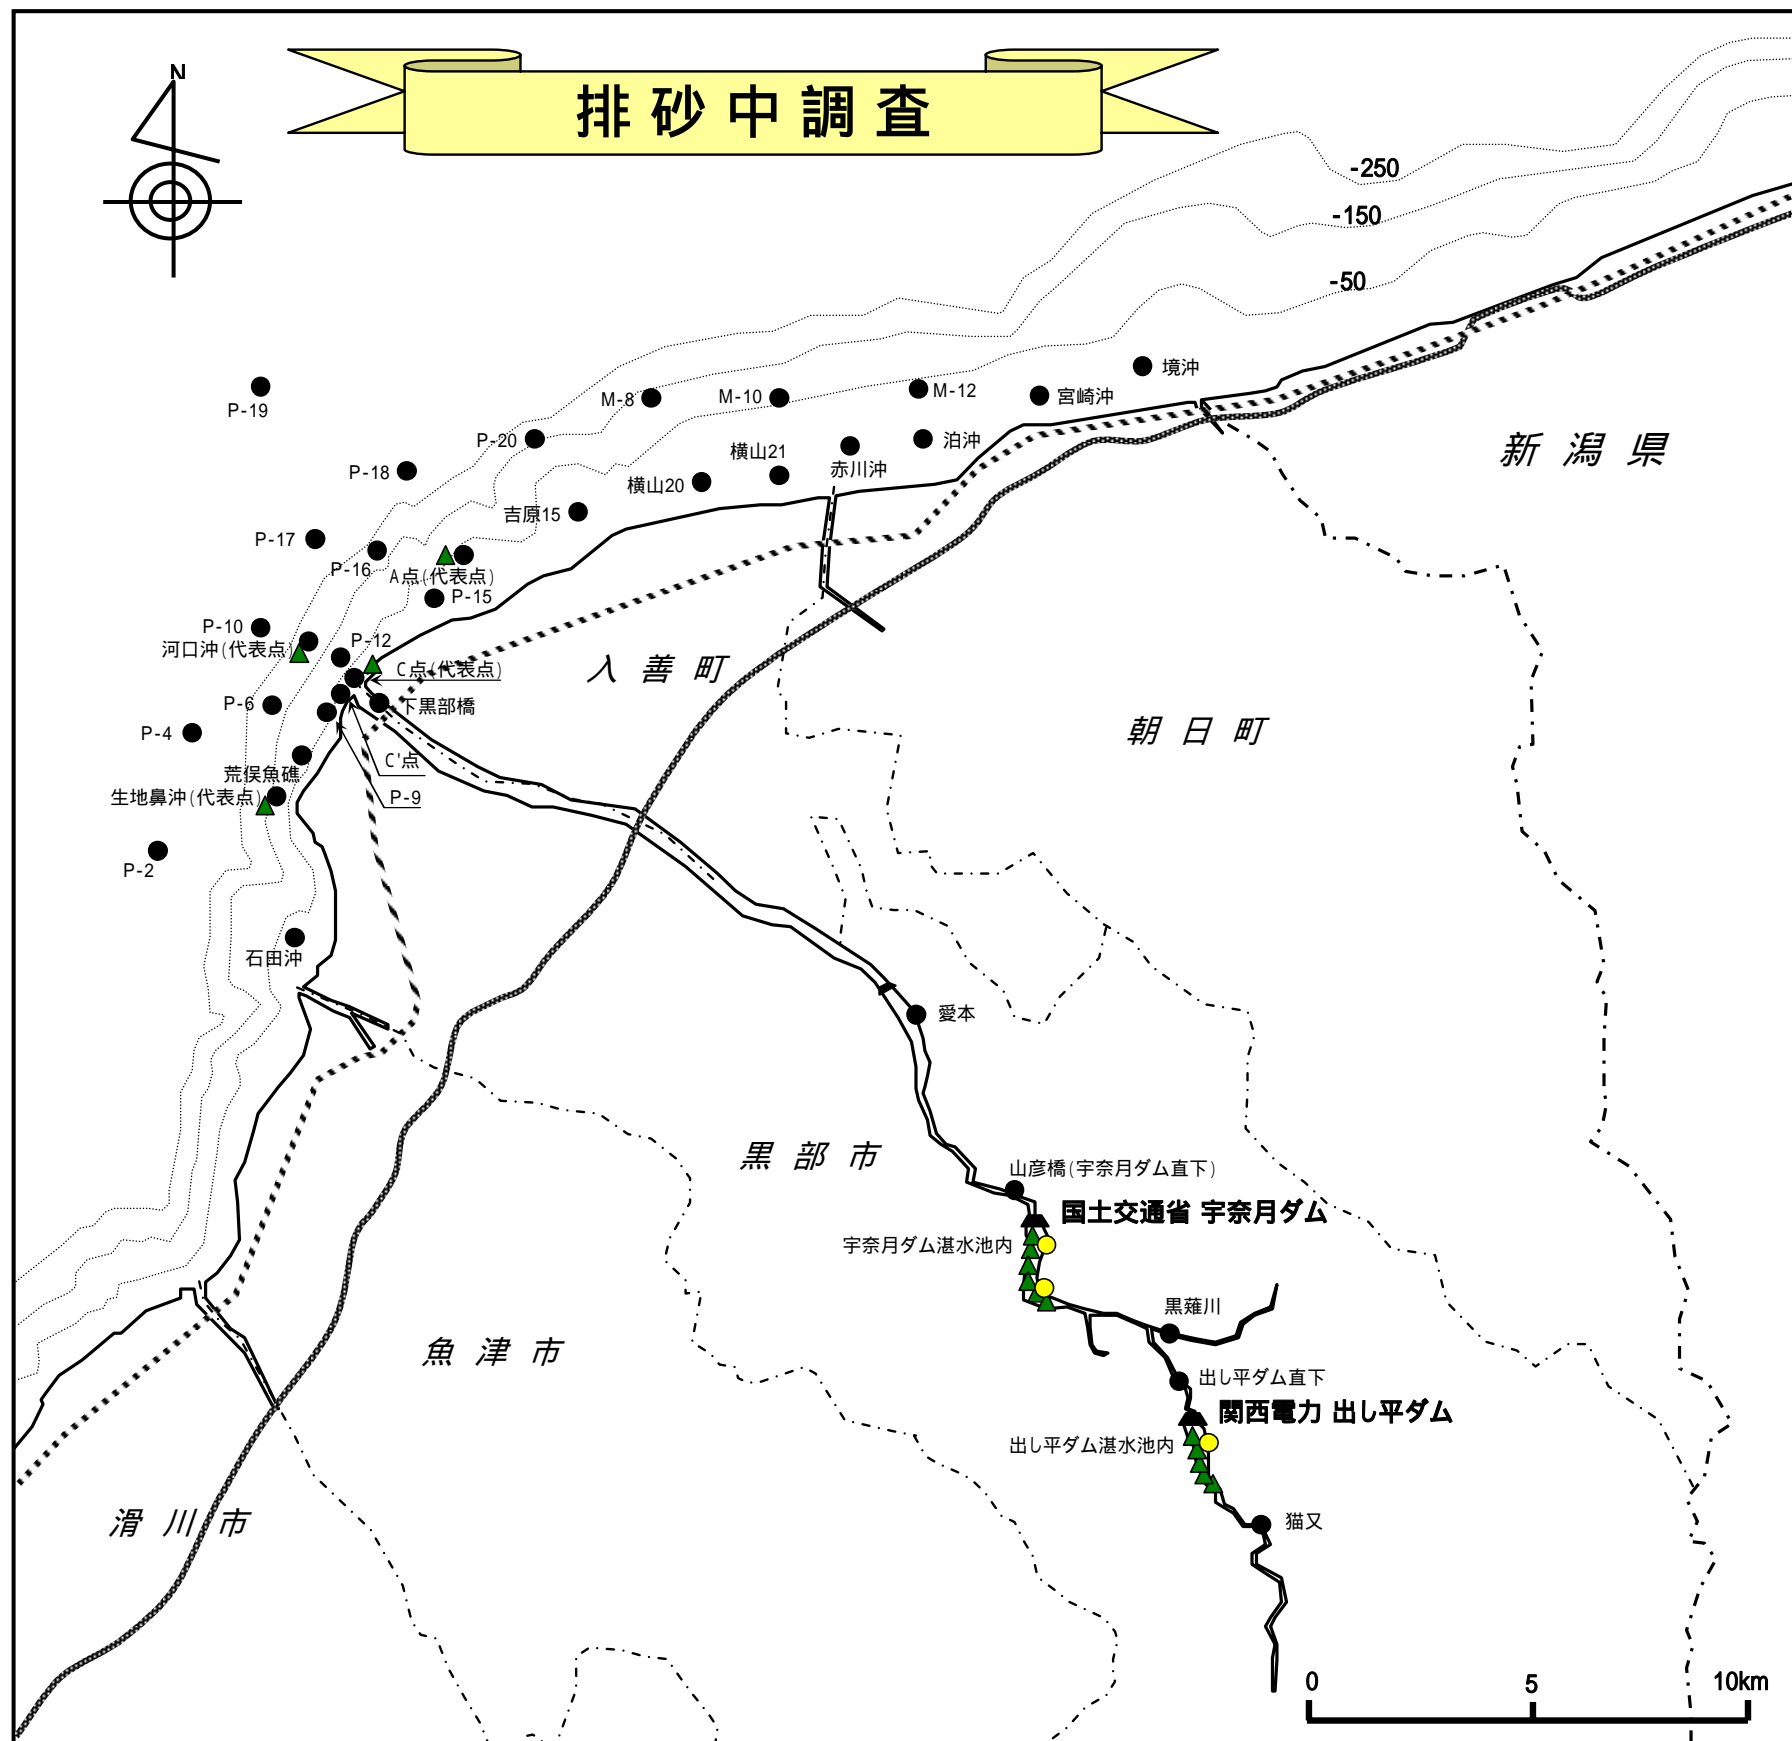 排砂中調査
N
-250
-150
-50
境沖
宮崎沖
M-12
M-10
M-8
P-19
P-20
泊沖
新潟県
P-18
横山21
赤川沖
横山20
吉原15
P-17
P-16
A点(代表点)
P-15
P-10
P-12
河口沖(代表点)
C点(代表点)
入善町
P-6
下黒部橋
P-4
朝日町
C'点
荒俣魚礁
生地鼻沖(代表点)
P-9
P-2
石田沖
愛本
黒部市
山彦橋(宇奈月ダム直下)
国土交通省 宇奈月ダム
宇奈月ダム湛水池内
黒薙川
魚津市
出し平ダム直下
関西電力 出し平ダム
出し平ダム湛水池内
滑川市
猫又
0
5
10km